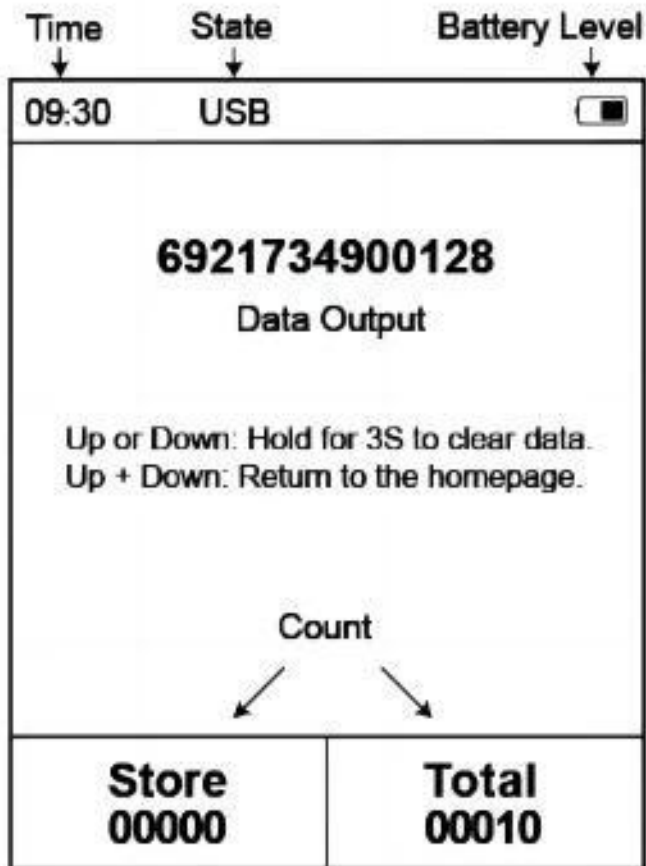 Time State Battery Level
09:30 USB
6921734900128
Data Output
Up or Down: Hold for 3S to clear data.
Up + Down: Return to the homepage.
Count
Store Total
00000 00010